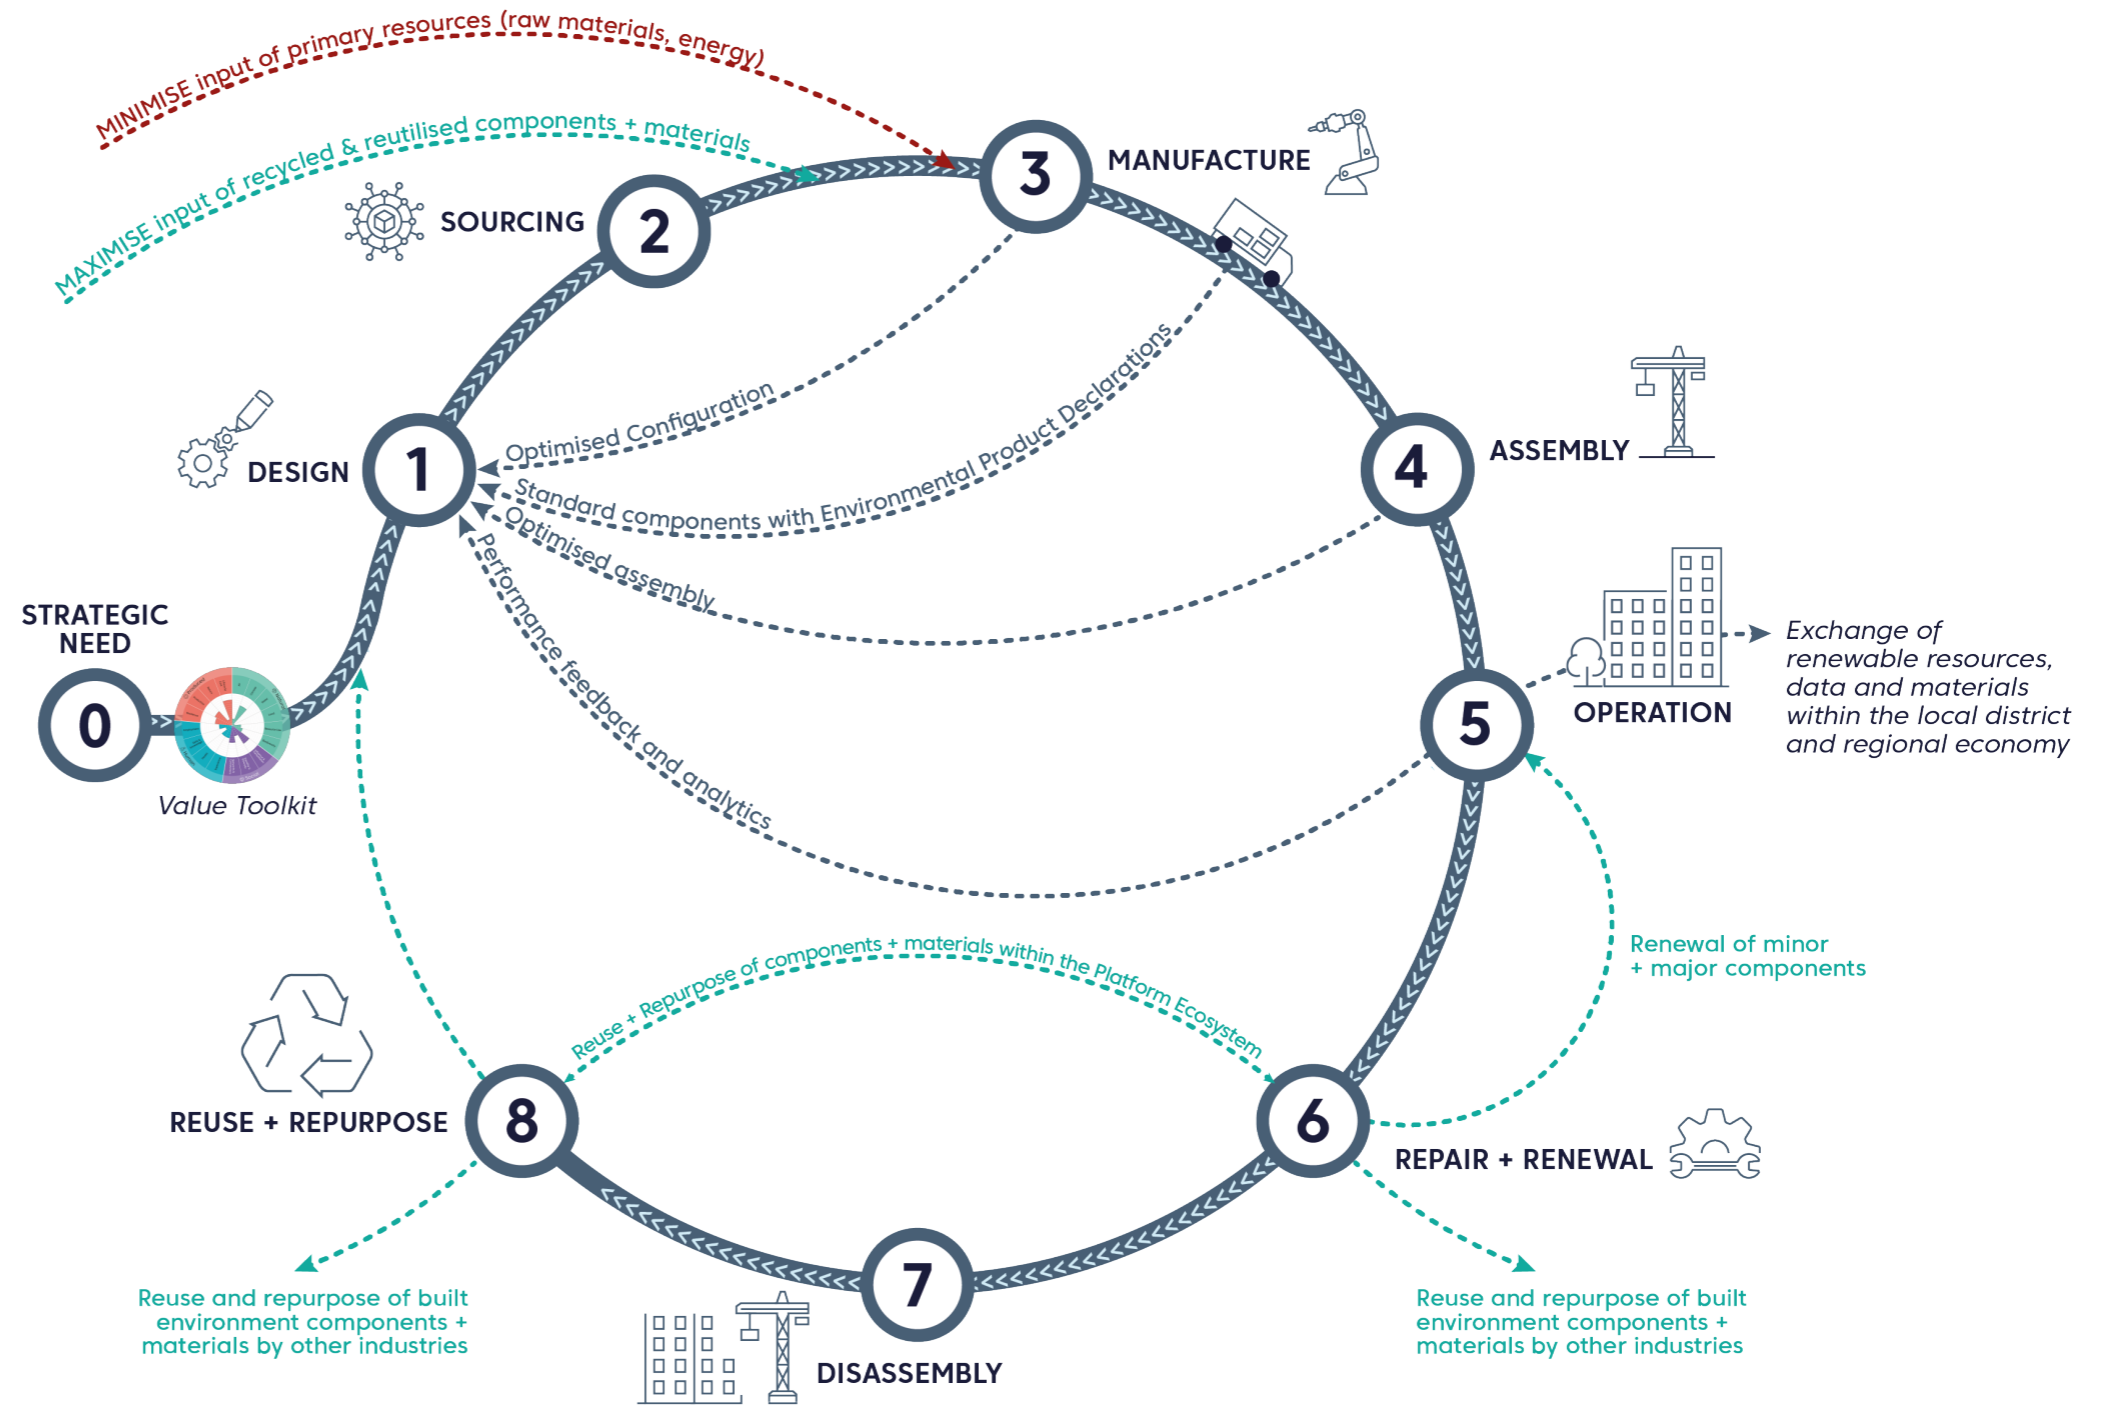 MINIMISE input of primary resources (raw materials, energy)
MAXIMISE input of recycled & reutilised components + materials
3
MANUFACTURE
SOURCING
2
Optimised Configuration
Standard components with Environmental Product Declarations
Optimised assembly
Performance feedback and analytics
DESIGN
1
4
ASSEMBLY
STRATEGIC
NEED
0
Value Toolkit
5
OPERATION
Exchange of
renewable resources,
data and materials
within the local district
and regional economy
Renewal of minor
+ major components
Reuse + Repurpose of components + materials within the Platform Ecosystem
REUSE + REPURPOSE
8
6
REPAIR + RENEWAL
7
DISASSEMBLY
Reuse and repurpose of built
environment components +
materials by other industries
Reuse and repurpose of built
environment components +
materials by other industries